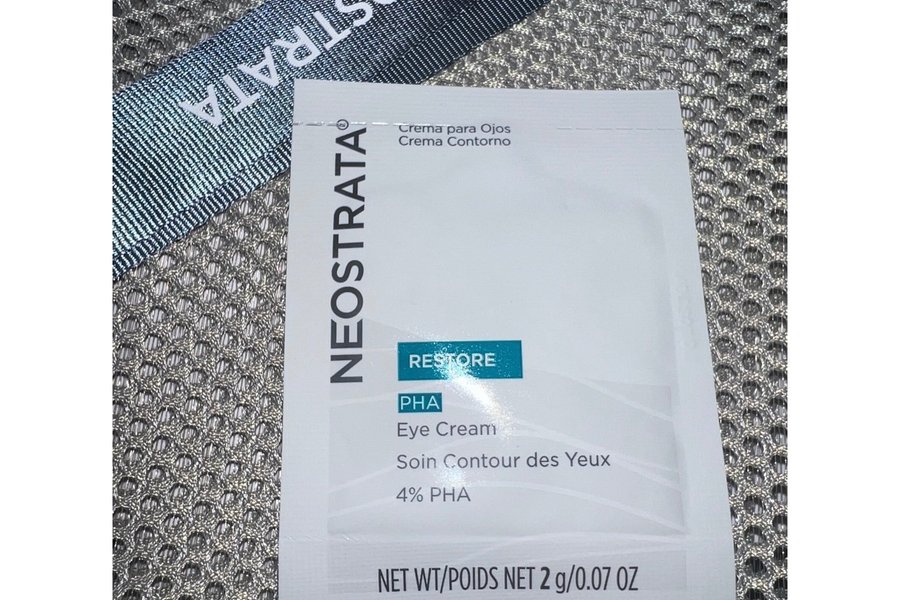 OSTRATA
NEOSTRATA®
Crema para Ojos
Crema Contorno
RESTORE
PHA
Eye Cream
Soin Contour des Yeux
4% PHA
NET WT/POIDS NET 2 g/0.07 OZ